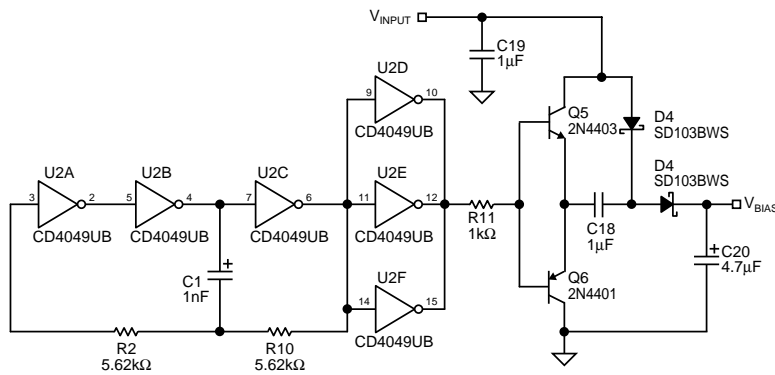 VINPUT
C19
1µF
U2D
9
10
CD4049UB
Q5
2N4403
D4
SD103BWS
D4
SD103BWS
U2A
3
2
CD4049UB
U2B
5
4
CD4049UB
U2C
7
6
CD4049UB
U2E
11
12
CD4049UB
R11
1kΩ
C18
1µF
VBIAS
C1
+
1nF
U2F
14
15
CD4049UB
Q6
2N4401
+
C20
4.7µF
R2
5.62kΩ
R10
5.62kΩ